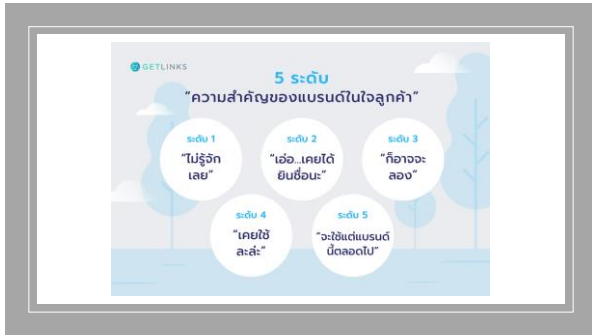 GETLINKS
5 ระดับ
“ความสำคัญของแบรนด์ในใจลูกค้า”
ระดับ 1
“ไม่รู้จัก
เลย”
ระดับ 2
“เอ่อ...เคยได้
ยินชื่อนะ”
ระดับ 3
“ก็อาจจะ
ลอง”
ระดับ 4
“เคยใช้
ละล่ะ”
ระดับ 5
“จะใช้แต่แบรนด์
นี้ตลอดไป”